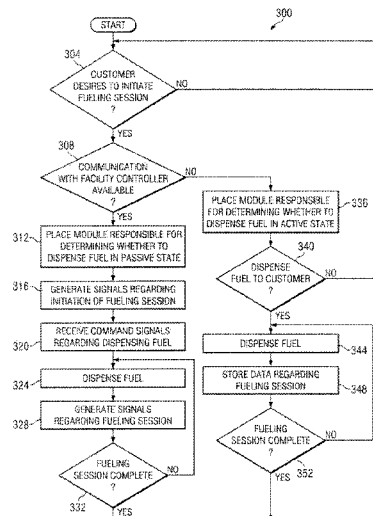 300
START
304
CUSTOMER
DESIRES TO INITIATE
FUELING SESSION
?
NO
YES
308
COMMUNICATION
WITH FACILITY CONTROLLER
AVAILABLE
?
NO
YES
312
PLACE MODULE RESPONSIBLE FOR
DETERMINING WHETHER TO
DISPENSE FUEL IN PASSIVE STATE
316
GENERATE SIGNALS REGARDING
INITIATION OF FUELING SESSION
320
RECEIVE COMMAND SIGNALS
REGARDING DISPENSING FUEL
324
DISPENSE FUEL
328
GENERATE SIGNALS
REGARDING FUELING SESSION
FUELING
SESSION COMPLETE
?
NO
332
YES
PLACE MODULE RESPONSIBLE
FOR DETERMINING WHETHER TO
DISPENSE FUEL IN ACTIVE STATE
336
340
DISPENSE
FUEL TO CUSTOMER
?
NO
YES
DISPENSE FUEL
344
STORE DATA REGARDING
FUELING SESSION
348
FUELING
SESSION COMPLETE
?
NO
352
YES